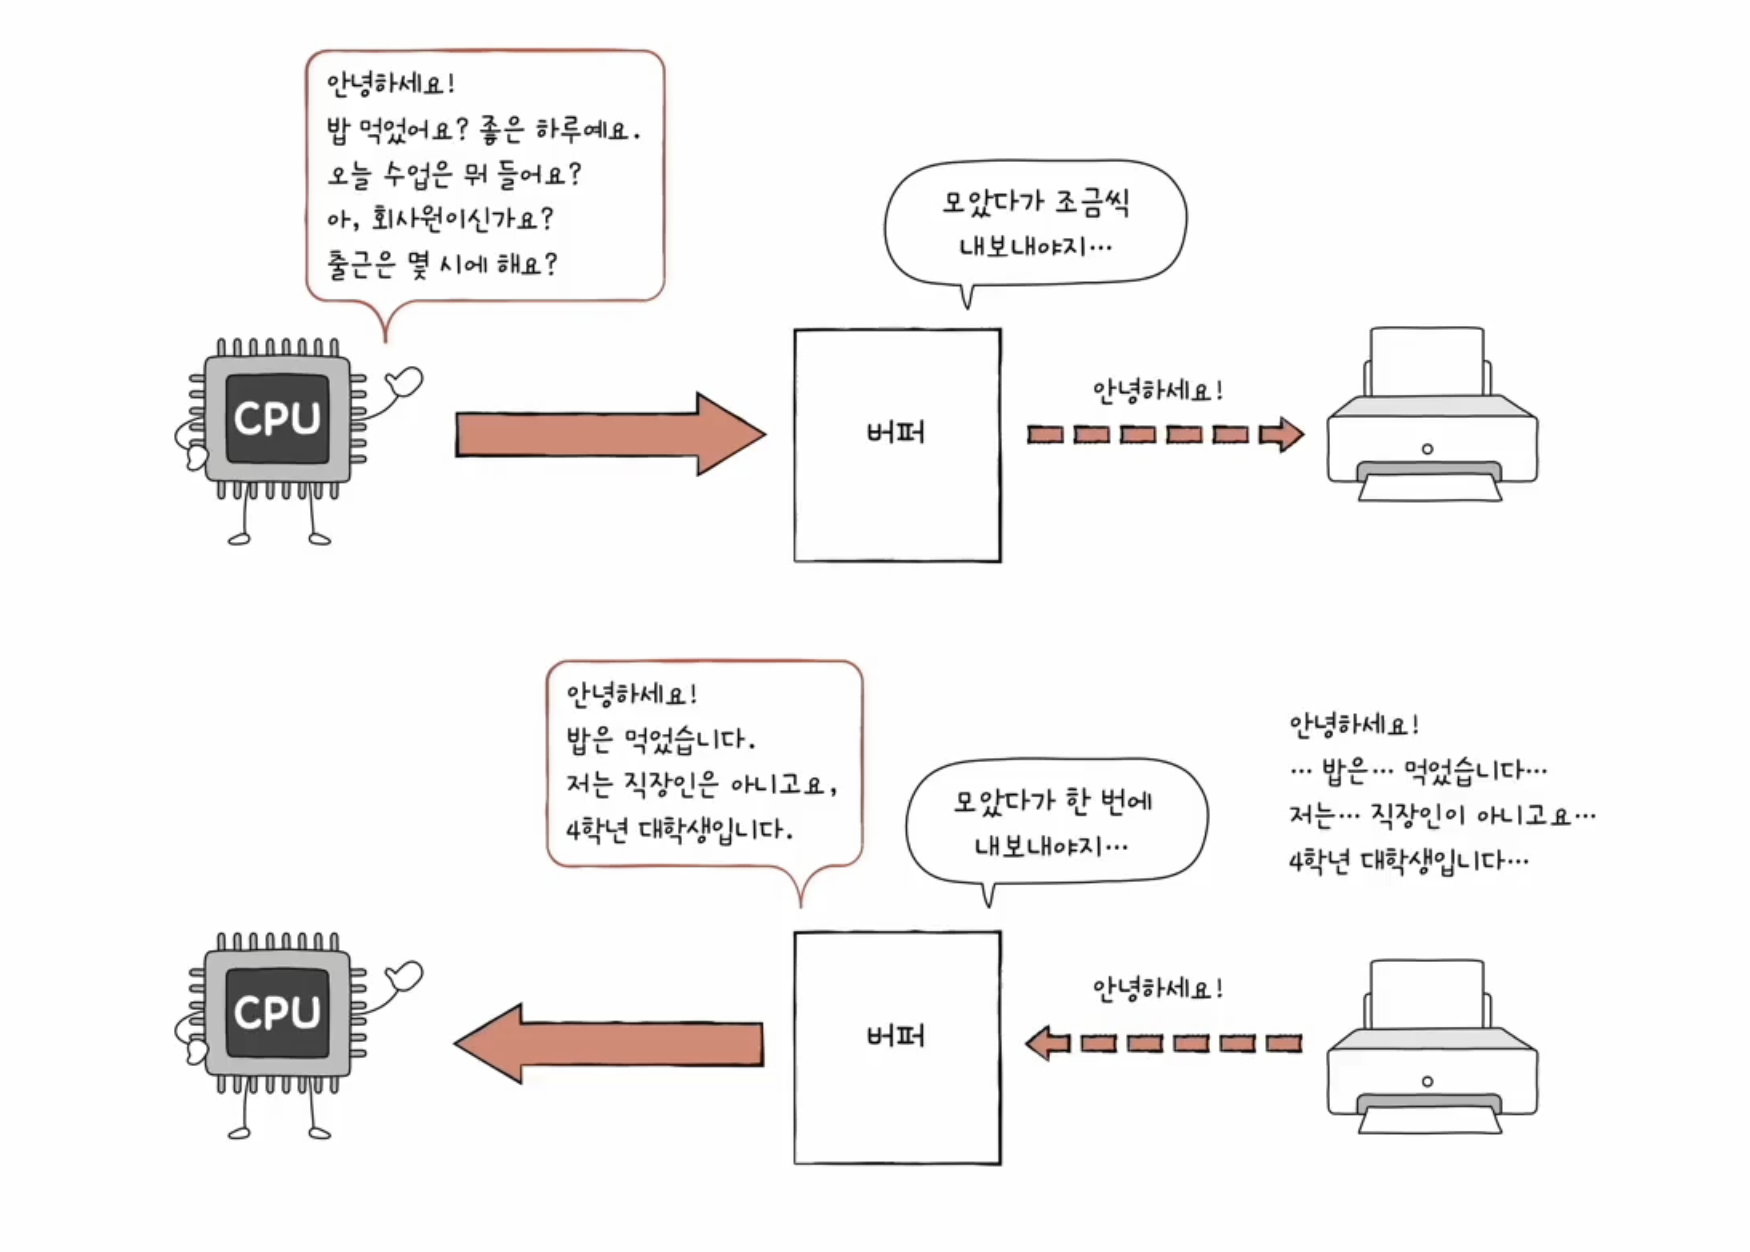 안녕하세요!
밥 먹었어요? 좋은 하루예요.
오늘 수업은 뭐 들어요?
아, 회사원이신가요?
출근은 몇 시에 해요?
모았다가 조금씩
내보내야지…
CPU
버퍼
안녕하세요!
안녕하세요!
밥은 먹었습니다.
저는 직장인은 아니고요,
4학년 대학생입니다.
모았다가 한 번에
내보내야지…
안녕하세요!
… 밥은… 먹었습니다…
저는… 직장인이 아니고요…
4학년 대학생입니다…
CPU
버퍼
안녕하세요!